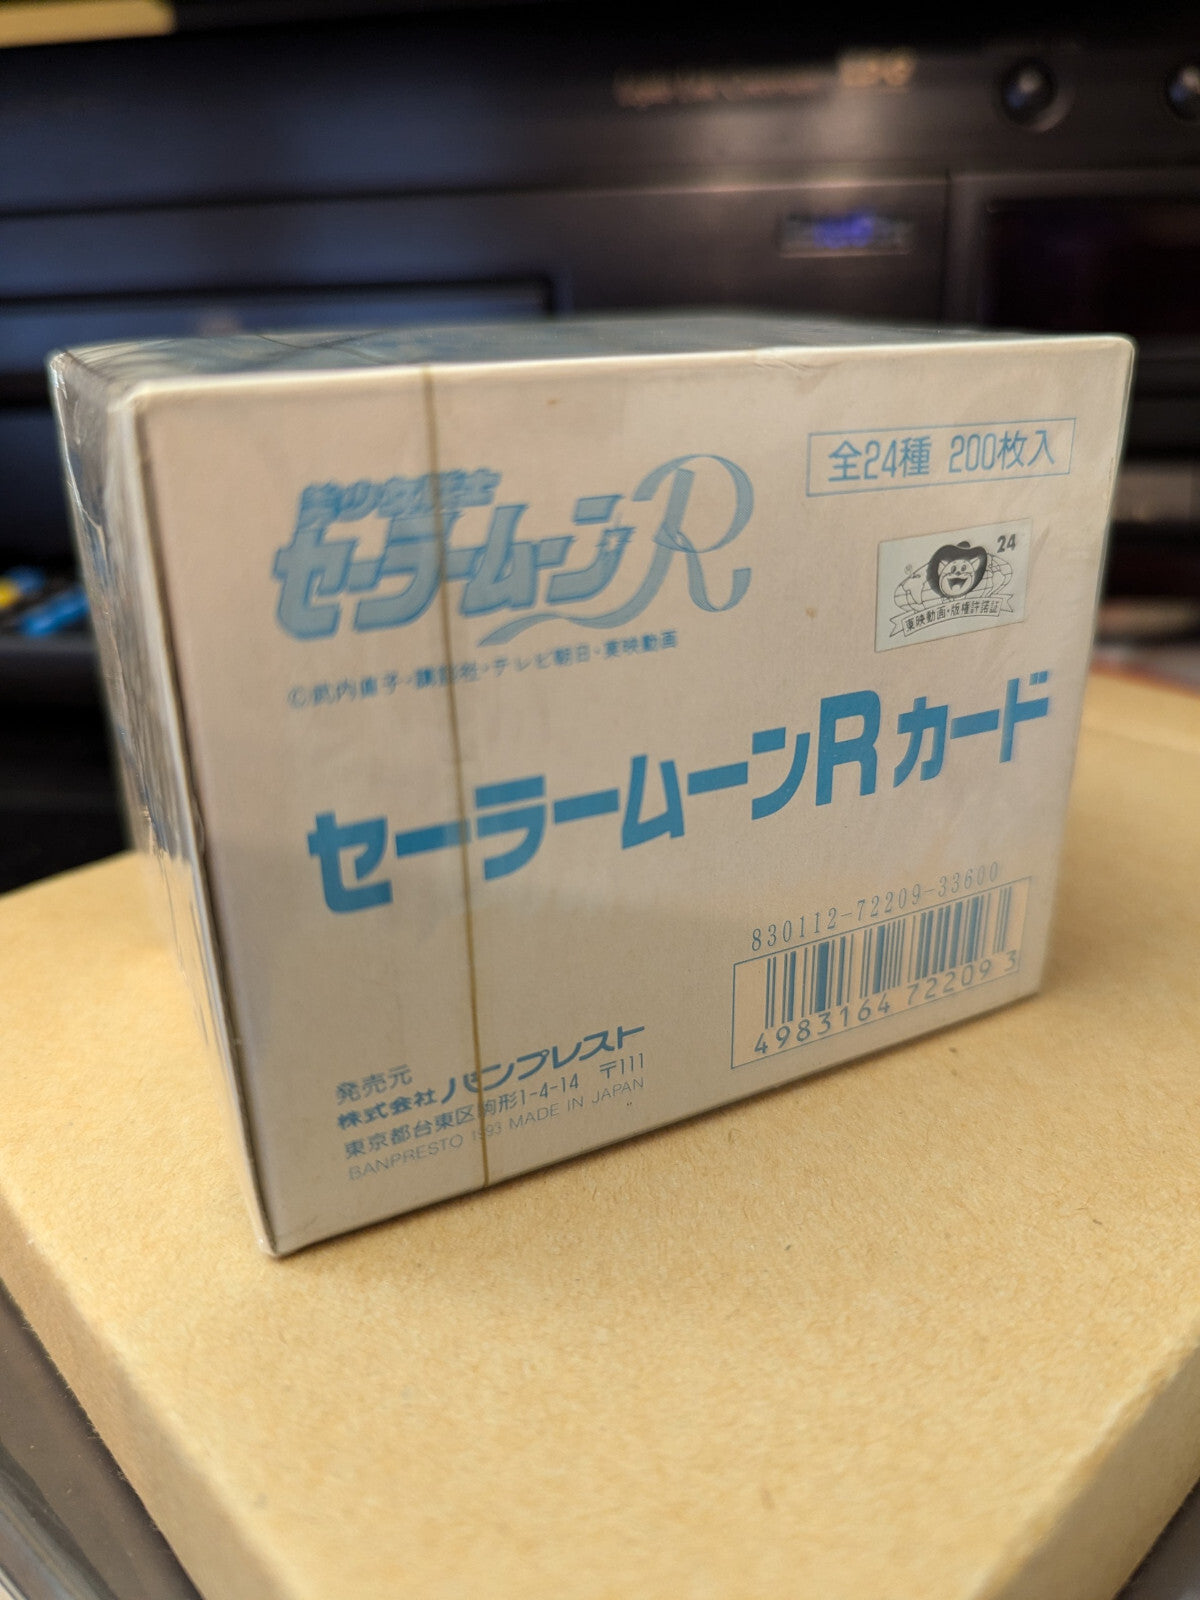 全24種 200枚入
美少女戦士
セーラームーンR
24
東映動画・版権許諾証
©武内直子・講談社・テレビ朝日・東映動画
セーラームーンRカード
830112-72209-33600
4983164722093
発売元
株式会社バンプレスト
東京都台東区駒形1-4-14 〒111
BANPRESTO 1993 MADE IN JAPAN